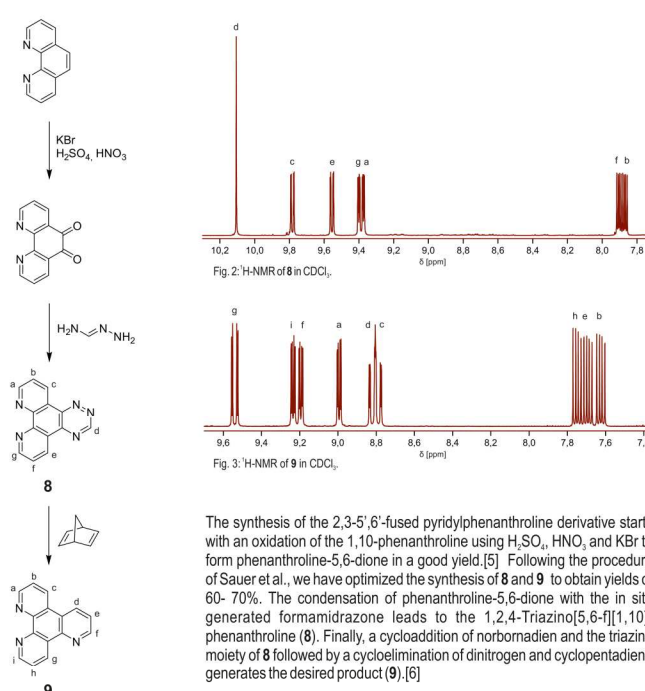 N
N
KBr
H2SO4, HNO3
N
N
O
O
H2N
N
NH2
a
b
c
N
N
N
N
N
d
e
f
g
8
a
b
c
d
e
f
N
N
N
g
h
i
9
d
c
e
g a
f b
10,1 10,0 9,8 9,6 9,4 9,2 9,0 8,8 8,6 8,4 8,2 8,0 7,8
δ [ppm]
Fig. 2:¹H-NMR of 8 in CDCl3.
g
i f
a
d c
h e b
9,6 9,4 9,2 9,0 8,8 8,6 8,4 8,2 8,0 7,8 7,6
δ [ppm]
Fig. 3: ¹H-NMR of 9 in CDCl3.
The synthesis of the 2,3-5',6'-fused pyridylphenanthroline derivative start
with an oxidation of the 1,10-phenanthroline using H2SO4, HNO3 and KBr t
form phenanthroline-5,6-dione in a good yield.[5] Following the procedur
of Sauer et al., we have optimized the synthesis of 8 and 9 to obtain yields o
60- 70%. The condensation of phenanthroline-5,6-dione with the in sit
generated formamidrazone leads to the 1,2,4-Triazino[5,6-f][1,10]
phenanthroline (8). Finally, a cycloaddition of norbornadien and the triazin
moiety of 8 followed by a cycloelimination of dinitrogen and cyclopentadien
generates the desired product (9).[6]